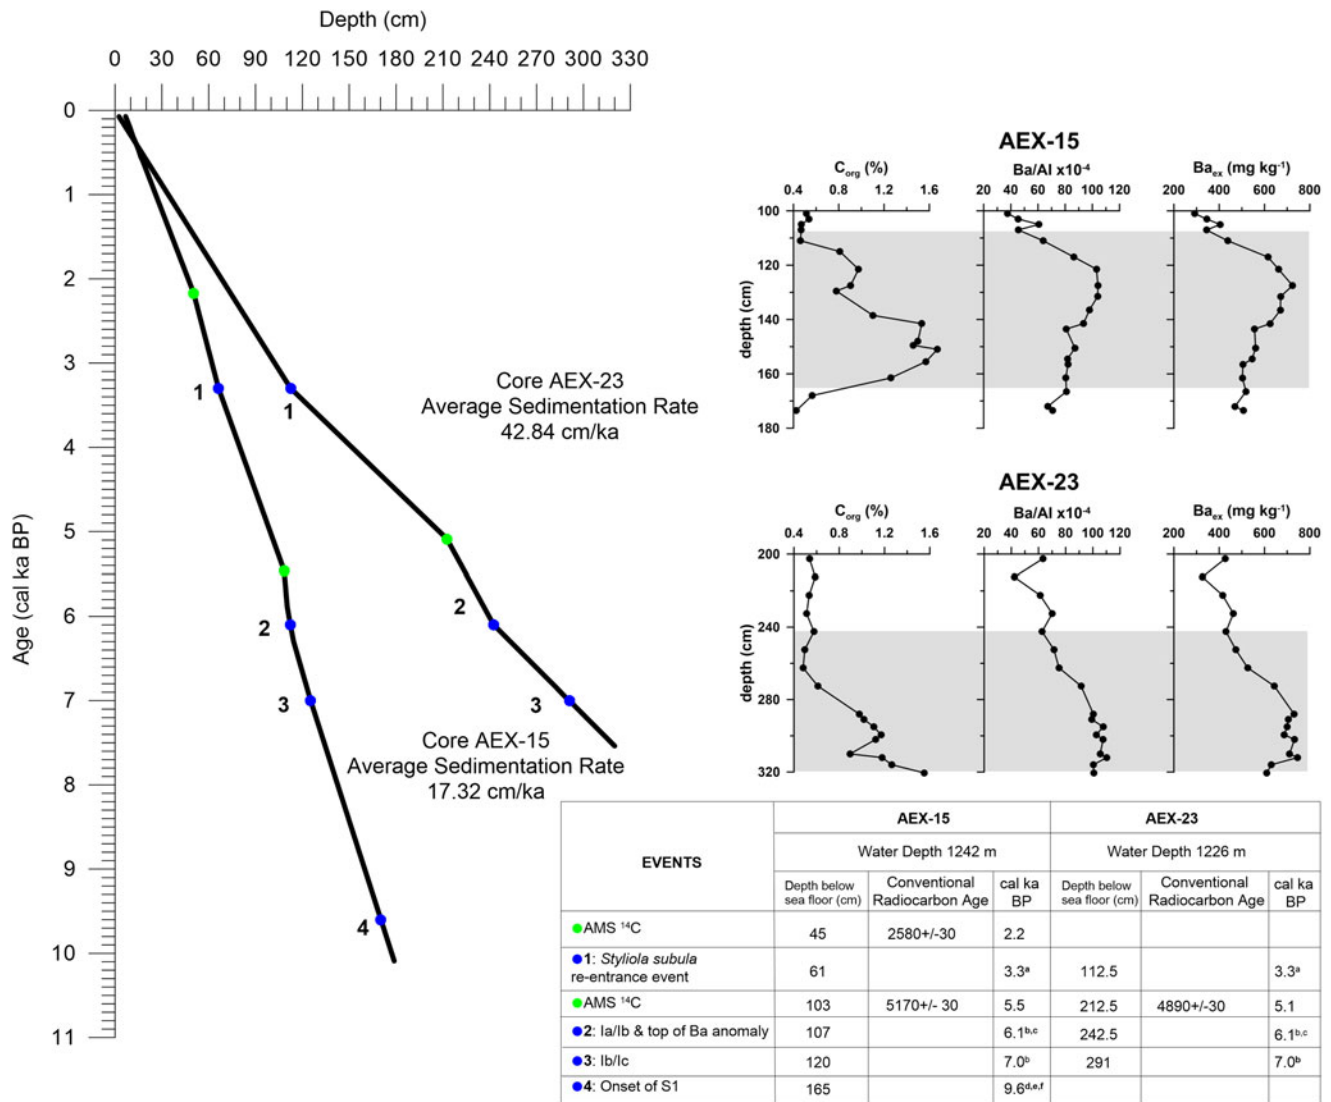 Depth (cm)
0 30 60 90 120 150 180 210 240 270 300 330
0
1
2
3
4
5
6
7
8
9
10
11
Age (cal ka BP)
1
1
2
2
3
3
4
Core AEX-23
Average Sedimentation Rate
42.84 cm/ka
Core AEX-15
Average Sedimentation Rate
17.32 cm/ka
AEX-15
Corg (%) Ba/Al x10⁻⁴ Baex (mg kg⁻¹)
0.4 0.8 1.2 1.6 20 40 60 80 100 120 200 400 600 800
100
120
140
160
180
depth (cm)
AEX-23
Corg (%) Ba/Al x10⁻⁴ Baex (mg kg⁻¹)
0.4 0.8 1.2 1.6 20 40 60 80 100 120 200 400 600 800
200
240
280
320
depth (cm)
EVENTS AEX-15 AEX-23
Water Depth 1242 m Water Depth 1226 m
Depth below sea floor (cm) Conventional Radiocarbon Age cal ka BP Depth below sea floor (cm) Conventional Radiocarbon Age cal ka BP
AMS ¹⁴C 45 2580+/-30 2.2
1: Styliola subula
re-entrance event 61 3.3ᵃ 112.5 3.3ᵃ
AMS ¹⁴C 103 5170+/- 30 5.5 212.5 4890+/-30 5.1
2: Ia/Ib & top of Ba anomaly 107 6.1ᵇ,ᶜ 242.5 6.1ᵇ,ᶜ
3: Ib/Ic 120 7.0ᵇ 291 7.0ᵇ
4: Onset of S1 165 9.6ᵈ,ᵉ,ᶠ